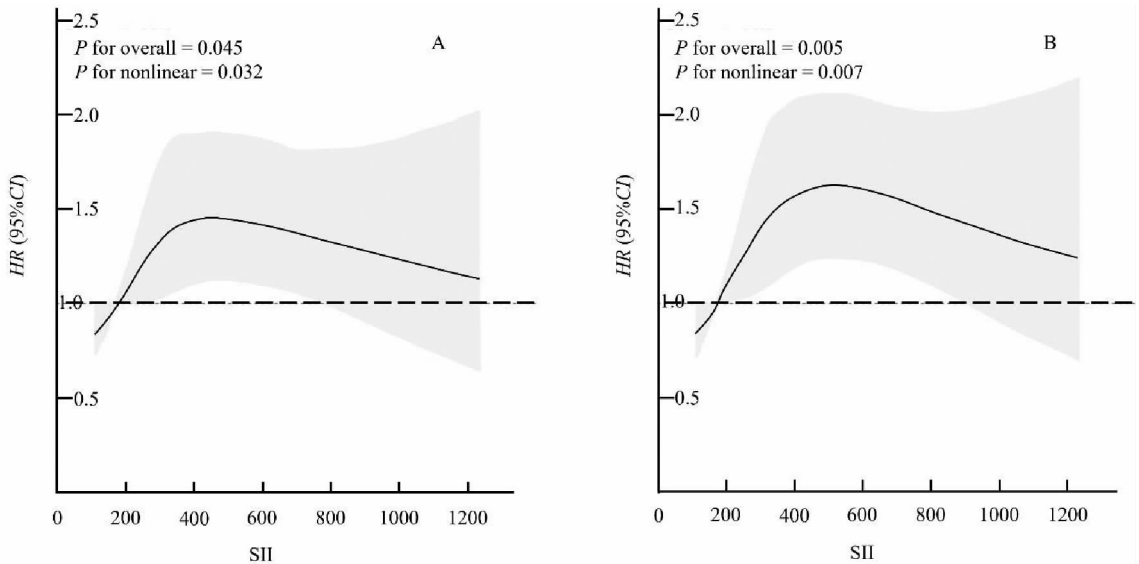 2.5
P for overall = 0.045
P for nonlinear = 0.032
A
2.0
1.5
1.0
0.5
HR (95%CI)
0 200 400 600 800 1000 1200
SII
2.5
P for overall = 0.005
P for nonlinear = 0.007
B
2.0
1.5
1.0
0.5
HR (95%CI)
0 200 400 600 800 1000 1200
SII